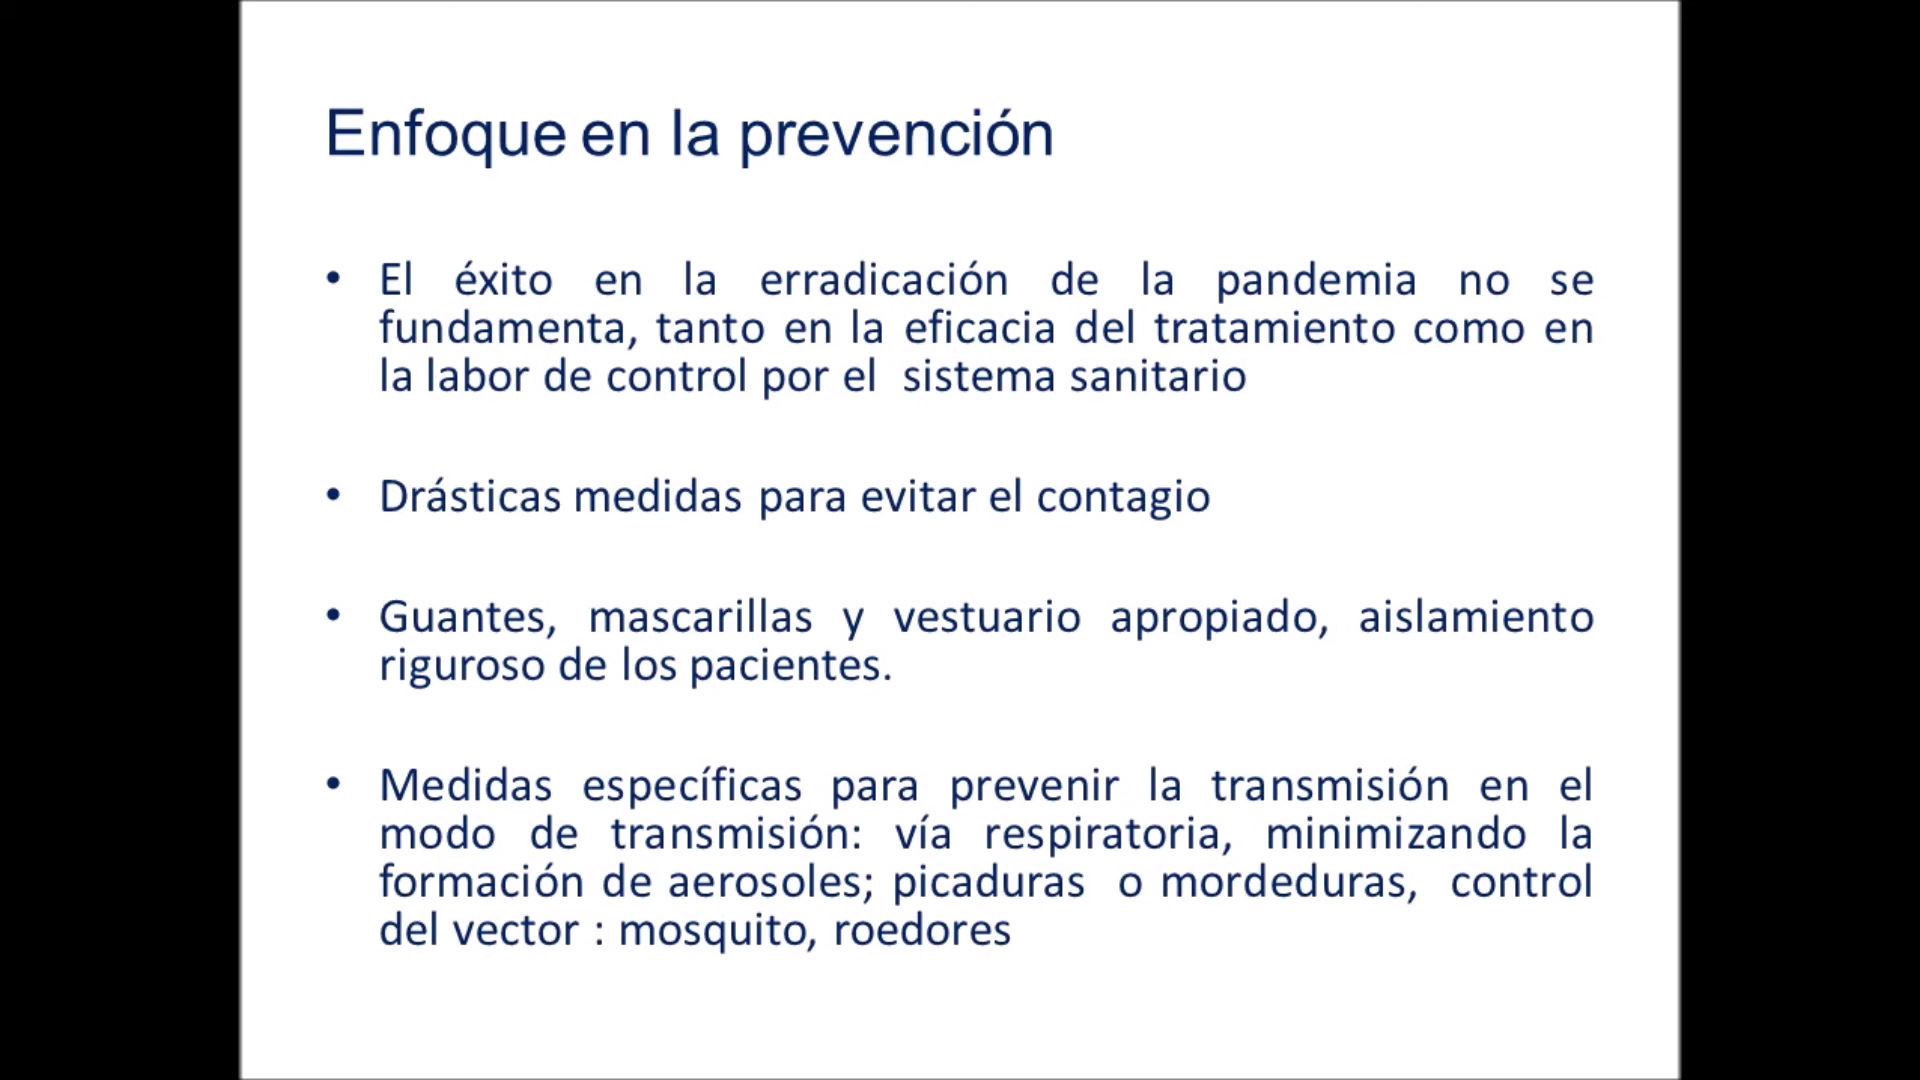 Enfoque en la prevención
• El éxito en la erradicación de la pandemia no se
fundamenta, tanto en la eficacia del tratamiento como en
la labor de control por el sistema sanitario
• Drásticas medidas para evitar el contagio
• Guantes, mascarillas y vestuario apropiado, aislamiento
riguroso de los pacientes.
• Medidas específicas para prevenir la transmisión en el
modo de transmisión: vía respiratoria, minimizando la
formación de aerosoles; picaduras o mordeduras, control
del vector : mosquito, roedores